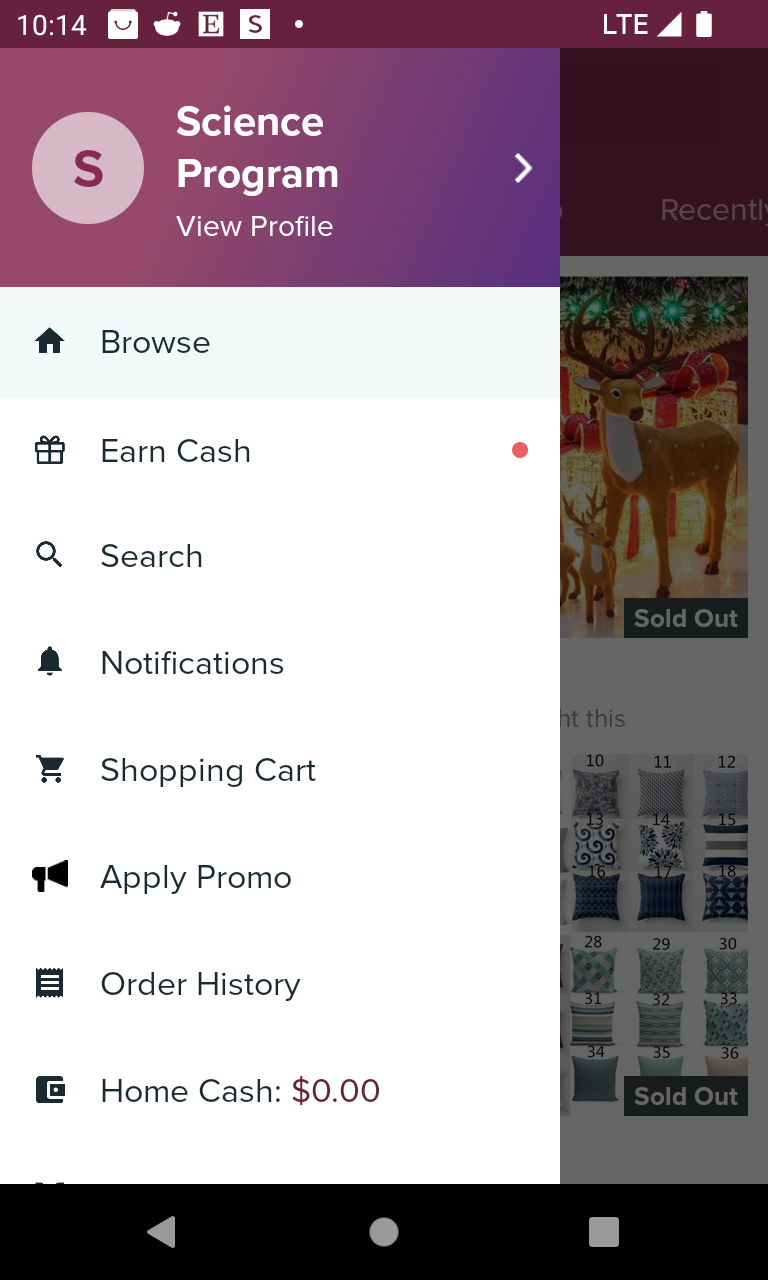 10:14
E
S
LTE
S
Science
Program
View Profile
Recently
Browse
Earn Cash
Search
Sold Out
Notifications
ht this
10 11 12
Shopping Cart
13 14 15
Apply Promo
16 17 18
28 29 30
Order History
31 32 33
34 35 36
Home Cash: $0.00
Sold Out